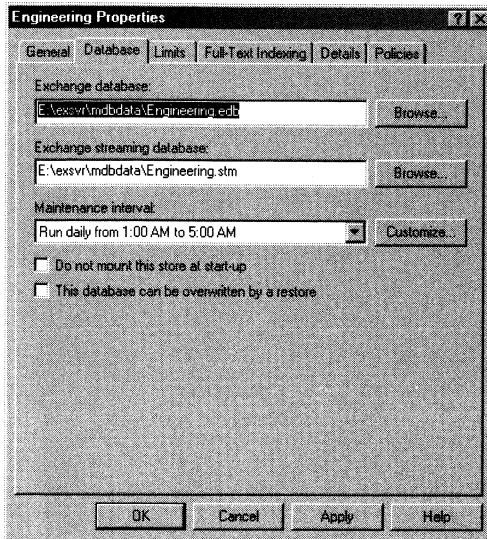 Engineering Properties
General Database Limits Full-Text Indexing Details Policies
Exchange database:
E:\exsvr\mdbdata\Engineering.edb
Browse...
Exchange streaming database:
E:\exsvr\mdbdata\Engineering.stm
Browse...
Maintenance interval:
Run daily from 1:00 AM to 5:00 AM
Customize...
Do not mount this store at start-up
This database can be overwritten by a restore
OK Cancel Apply Help